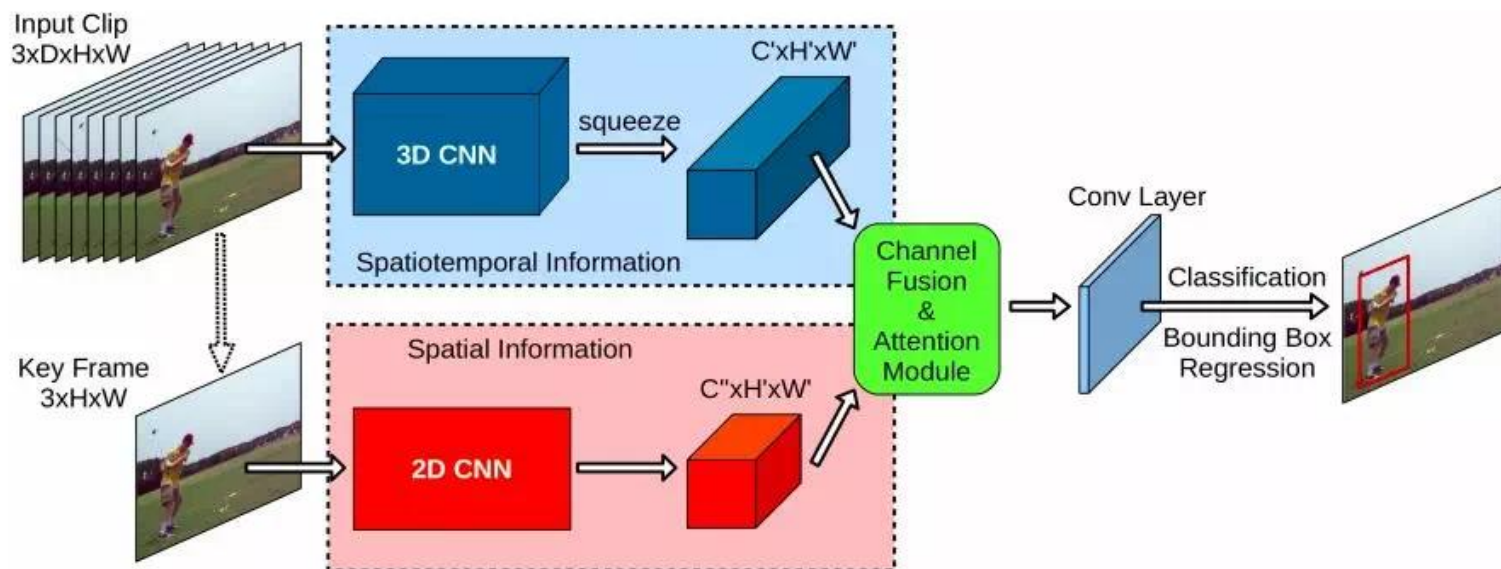 Input Clip
3xDxHxW
3D CNN
squeeze
C'xH'xW'
Spatiotemporal Information
Key Frame
3xHxW
Spatial Information
2D CNN
C"xH'xW'
Channel
Fusion
&
Attention
Module
Conv Layer
Classification
Bounding Box
Regression